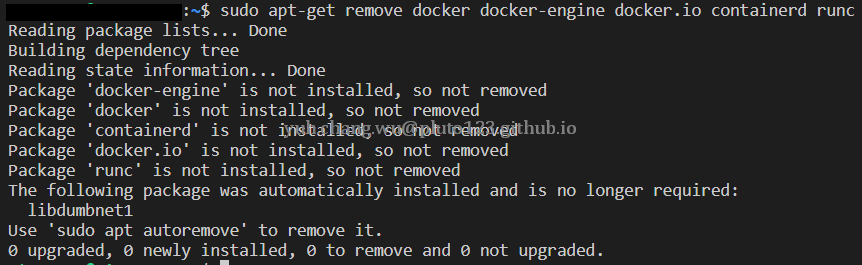 :~$ sudo apt-get remove docker docker-engine docker.io containerd runc
Reading package lists... Done
Building dependency tree
Reading state information... Done
Package 'docker-engine' is not installed, so not removed
Package 'docker' is not installed, so not removed
Package 'containerd' is not installed, so not removed
Package 'docker.io' is not installed, so not removed
Package 'runc' is not installed, so not removed
The following package was automatically installed and is no longer required:
  libdumbnet1
Use 'sudo apt autoremove' to remove it.
0 upgraded, 0 newly installed, 0 to remove and 0 not upgraded.